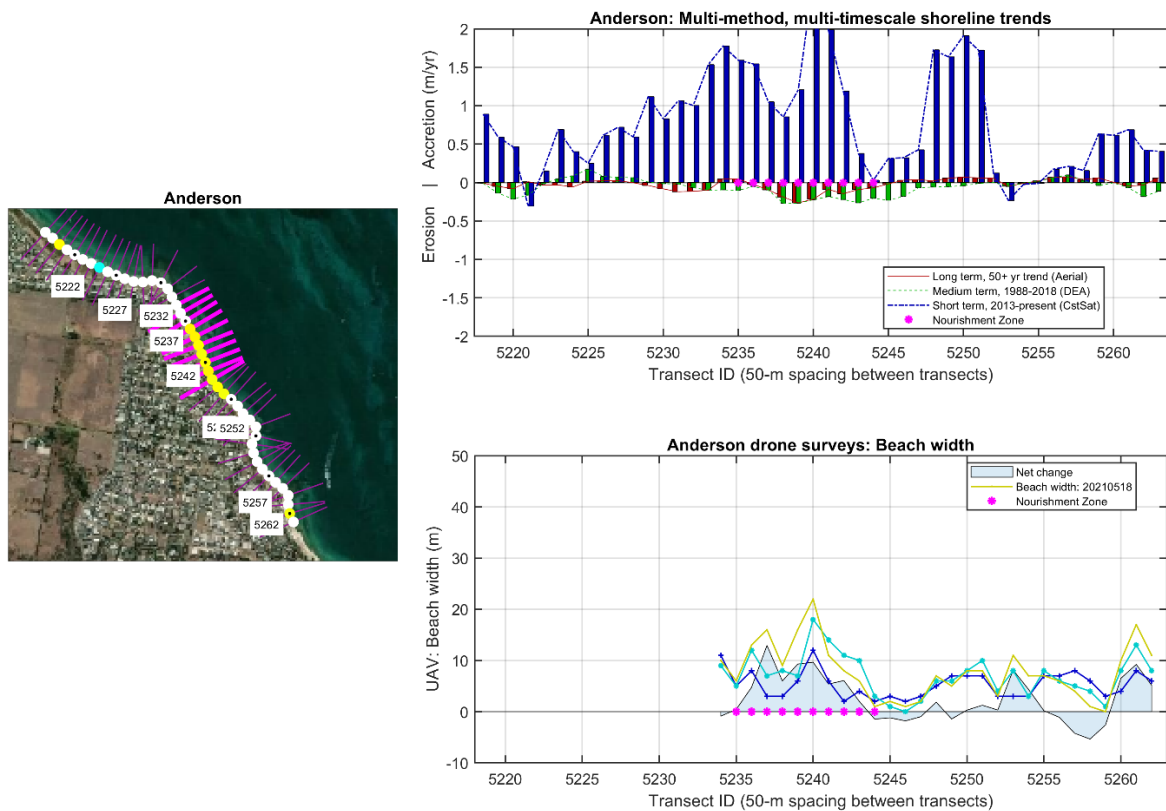 Anderson
5222
5227
5232
5237
5242
5252
5257
5262
Anderson: Multi-method, multi-timescale shoreline trends
Erosion | Accretion (m/yr)
2
1.5
1
0.5
0
-0.5
-1
-1.5
-2
Long term, 50+ yr trend (Aerial)
Medium term, 1988-2018 (DEA)
Short term, 2013-present (CstSat)
Nourishment Zone
5220 5225 5230 5235 5240 5245 5250 5255 5260
Transect ID (50-m spacing between transects)
Anderson drone surveys: Beach width
UAV: Beach width (m)
50
40
30
20
10
0
-10
Net change
Beach width: 20210518
Nourishment Zone
5220 5225 5230 5235 5240 5245 5250 5255 5260
Transect ID (50-m spacing between transects)